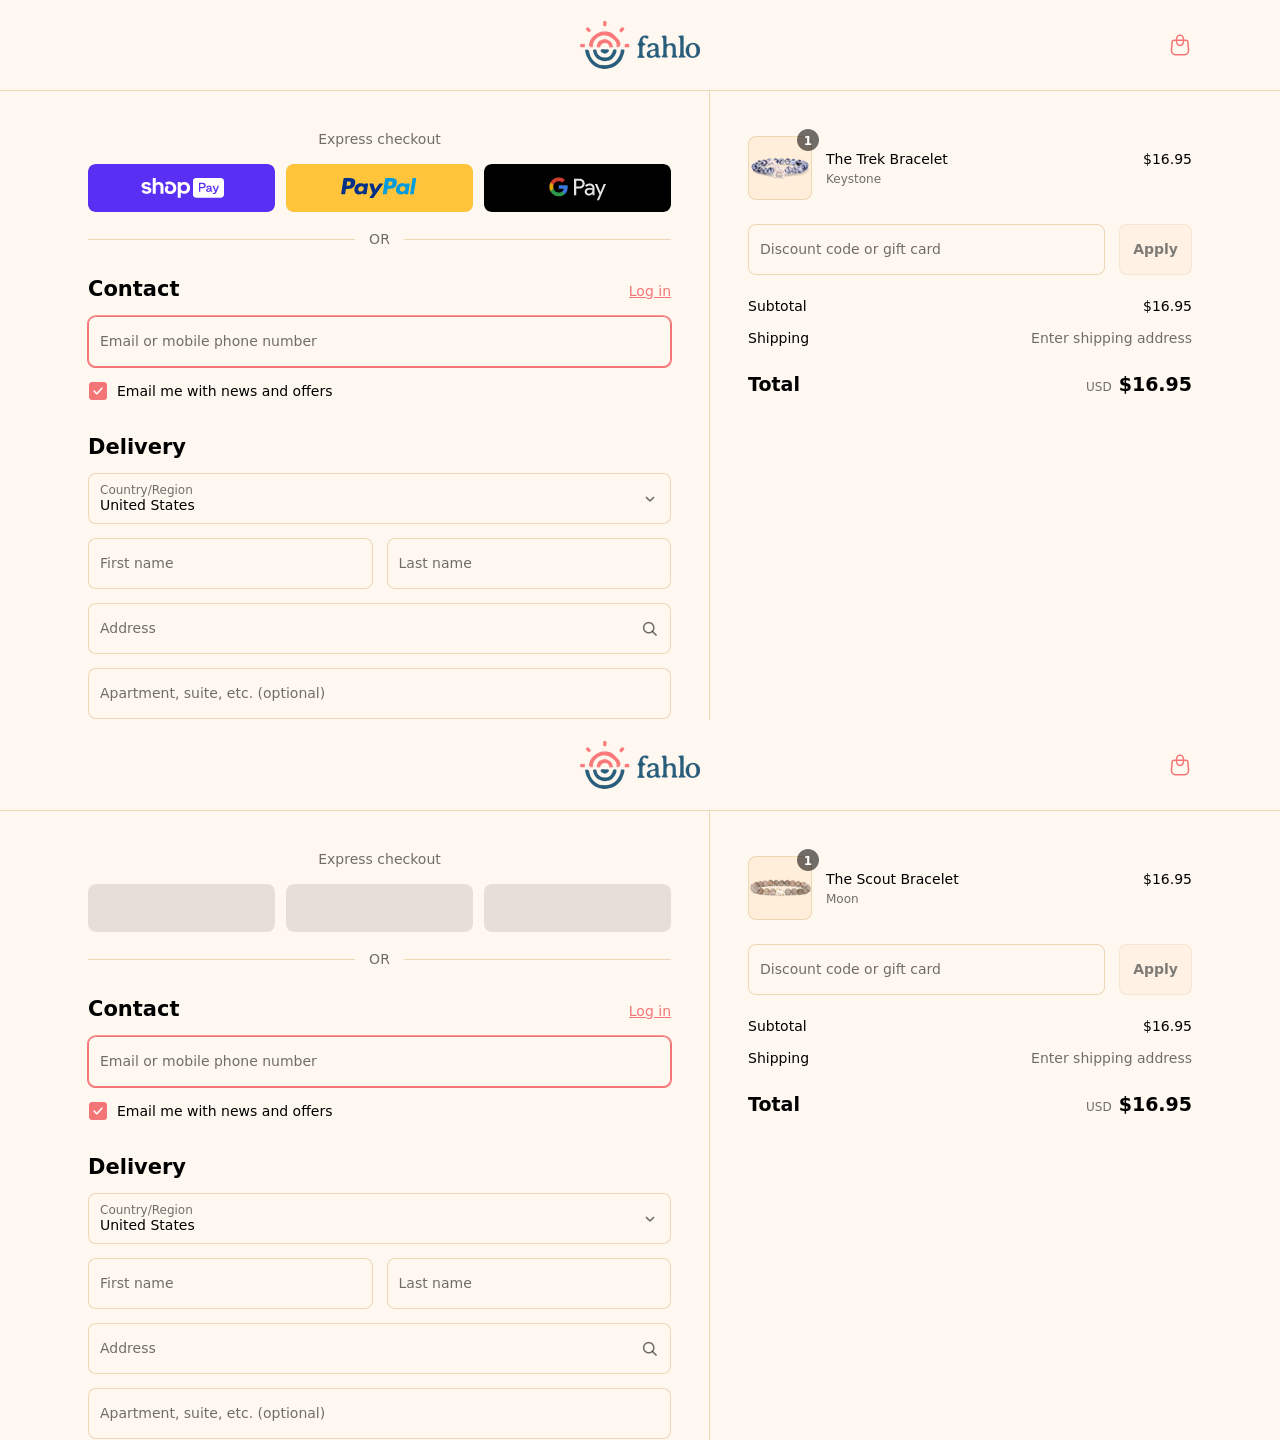 fahlo
Express checkout
shop Pay
PayPal
G Pay
OR
Contact
Log in
Email or mobile phone number
Email me with news and offers
Delivery
Country/Region
United States
First name
Last name
Address
Apartment, suite, etc. (optional)
1
The Trek Bracelet
$16.95
Keystone
Discount code or gift card
Apply
Subtotal
$16.95
Shipping
Enter shipping address
Total
USD $16.95
fahlo
Express checkout
OR
Contact
Log in
Email or mobile phone number
Email me with news and offers
Delivery
Country/Region
United States
First name
Last name
Address
Apartment, suite, etc. (optional)
1
The Scout Bracelet
$16.95
Moon
Discount code or gift card
Apply
Subtotal
$16.95
Shipping
Enter shipping address
Total
USD $16.95